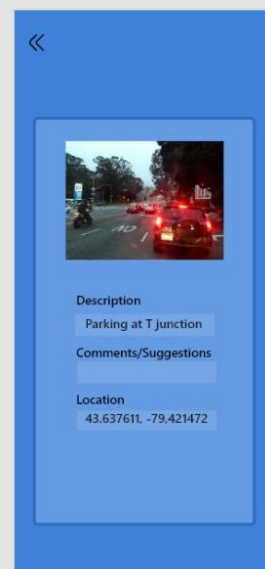 Description
Parking at T junction
Comments/Suggestions
Location
43.637611, -79,421472